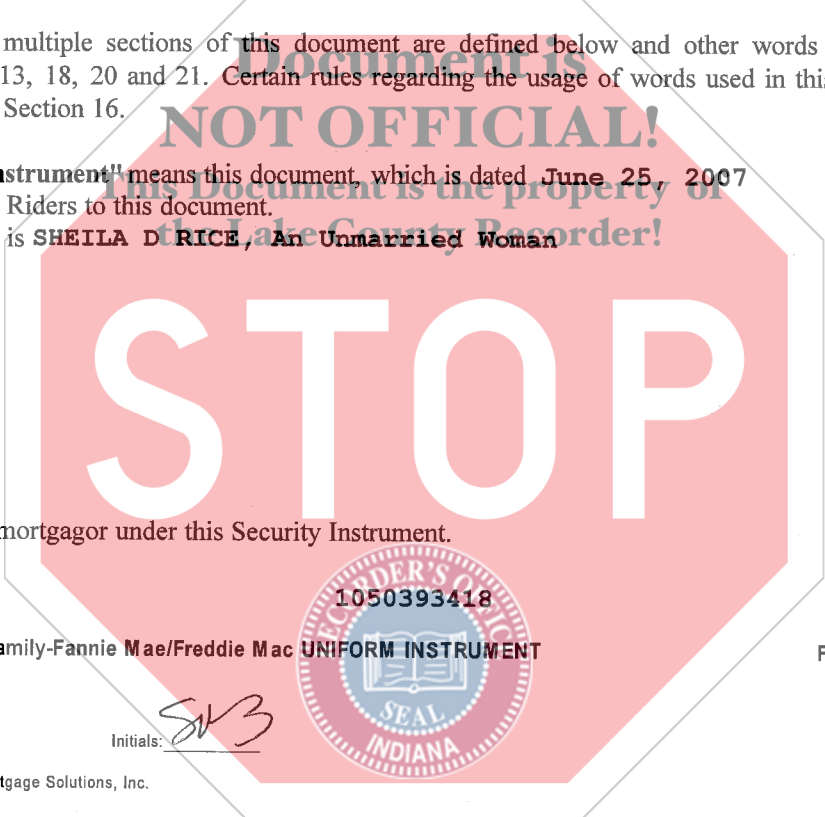 multiple sections of this document are defined below and other words
13, 18, 20 and 21. Certain rules regarding the usage of words used in this
Section 16.
Document is
NOT OFFICIAL!
This Document is the property of
the Lake County Recorder!
strument" means this document, which is dated June 25, 2007
Riders to this document.
is SHEILA D RICE, An Unmarried Woman
STOP
mortgagor under this Security Instrument.
RECORDER'S OFFICE
1050393418
amily-Fannie Mae/Freddie Mac UNIFORM INSTRUMENT
F
SEAL
INDIANA
Initials:
tgage Solutions, Inc.